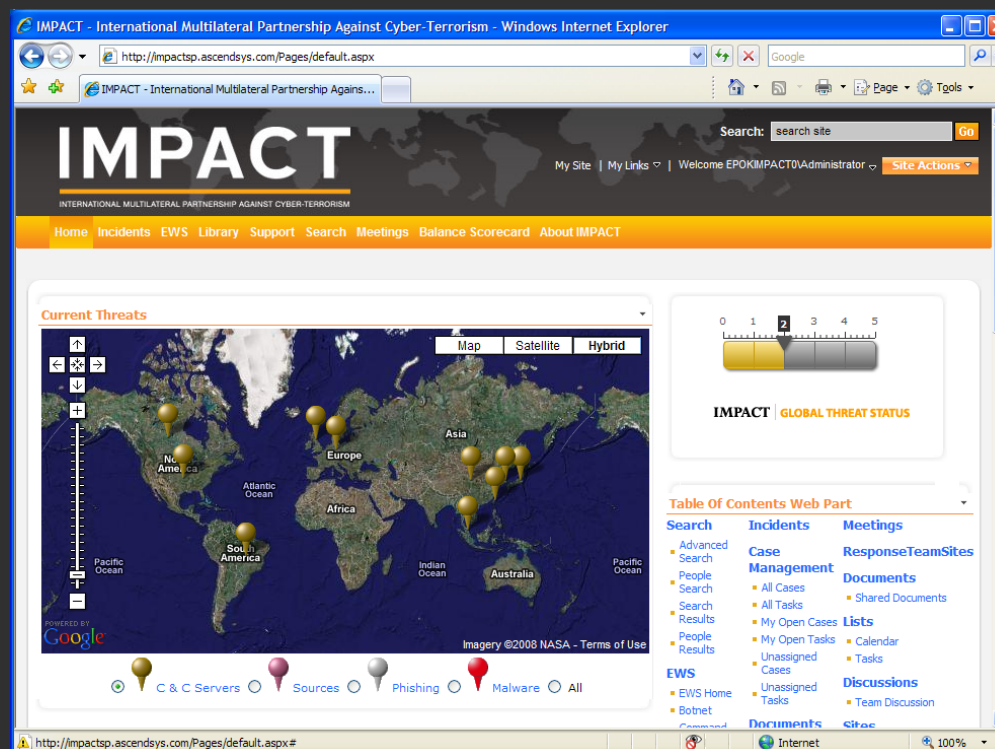 IMPACT - International Multilateral Partnership Against Cyber-Terrorism - Windows Internet Explorer
http://impactsp.ascendsys.com/Pages/default.aspx
Google
IMPACT - International Multilateral Partnership Agains...
Page
Tools
IMPACT
INTERNATIONAL MULTILATERAL PARTNERSHIP AGAINST CYBER-TERRORISM
Search: search site Go
My Site | My Links | Welcome EPOKIMPACT0\Administrator Site Actions
Home Incidents EWS Library Support Search Meetings Balance Scorecard About IMPACT
Current Threats
Map Satellite Hybrid
Asia
Europe
North America
Atlantic Ocean
Africa
South America
Pacific Ocean
Indian Ocean
Australia
Pacific Ocean
POWERED BY
Google
Imagery ©2008 NASA - Terms of Use
C & C Servers Sources Phishing Malware All
0 1 2 3 4 5
IMPACT | GLOBAL THREAT STATUS
Table Of Contents Web Part
Search
Advanced Search
People Search
Search Results
People Results
EWS
EWS Home
Botnet
Command
Incidents
Case Management
All Cases
All Tasks
My Open Cases
My Open Tasks
Unassigned Cases
Unassigned Tasks
Documents
Meetings
ResponseTeamSites
Documents
Shared Documents
Lists
Calendar
Tasks
Discussions
Team Discussion
Sites
http://impactsp.ascendsys.com/Pages/default.aspx#
Internet
100%